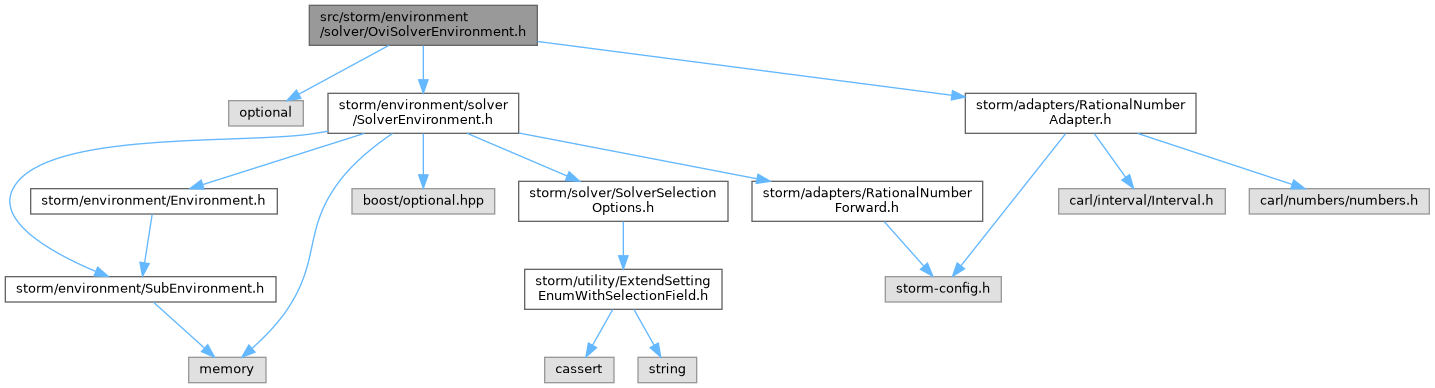 src/storm/environment
/solver/OviSolverEnvironment.h
optional
storm/environment/solver
/SolverEnvironment.h
storm/adapters/RationalNumber
Adapter.h
storm/environment/Environment.h
boost/optional.hpp
storm/solver/SolverSelection
Options.h
storm/adapters/RationalNumber
Forward.h
carl/interval/Interval.h
carl/numbers/numbers.h
storm/environment/SubEnvironment.h
storm/utility/ExtendSetting
EnumWithSelectionField.h
storm-config.h
memory
cassert
string